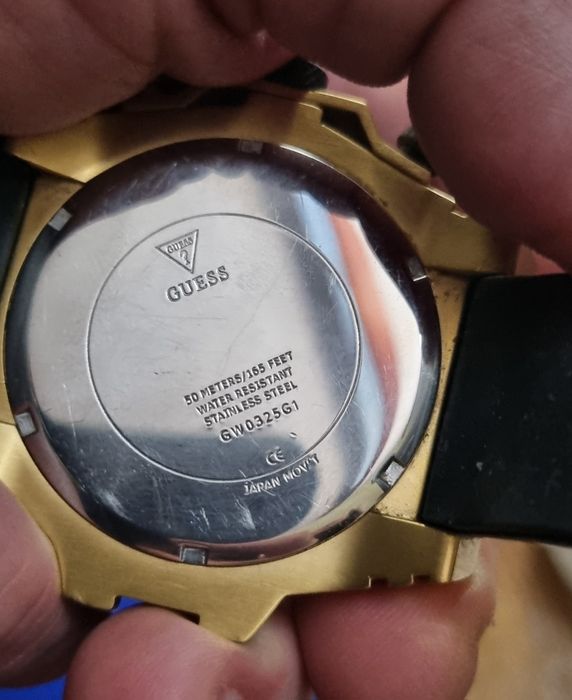 GUESS
?
GUESS
50 METERS/165 FEET
WATER RESISTANT
STAINLESS STEEL
GW0325G1
CE
JAPAN MOV'T